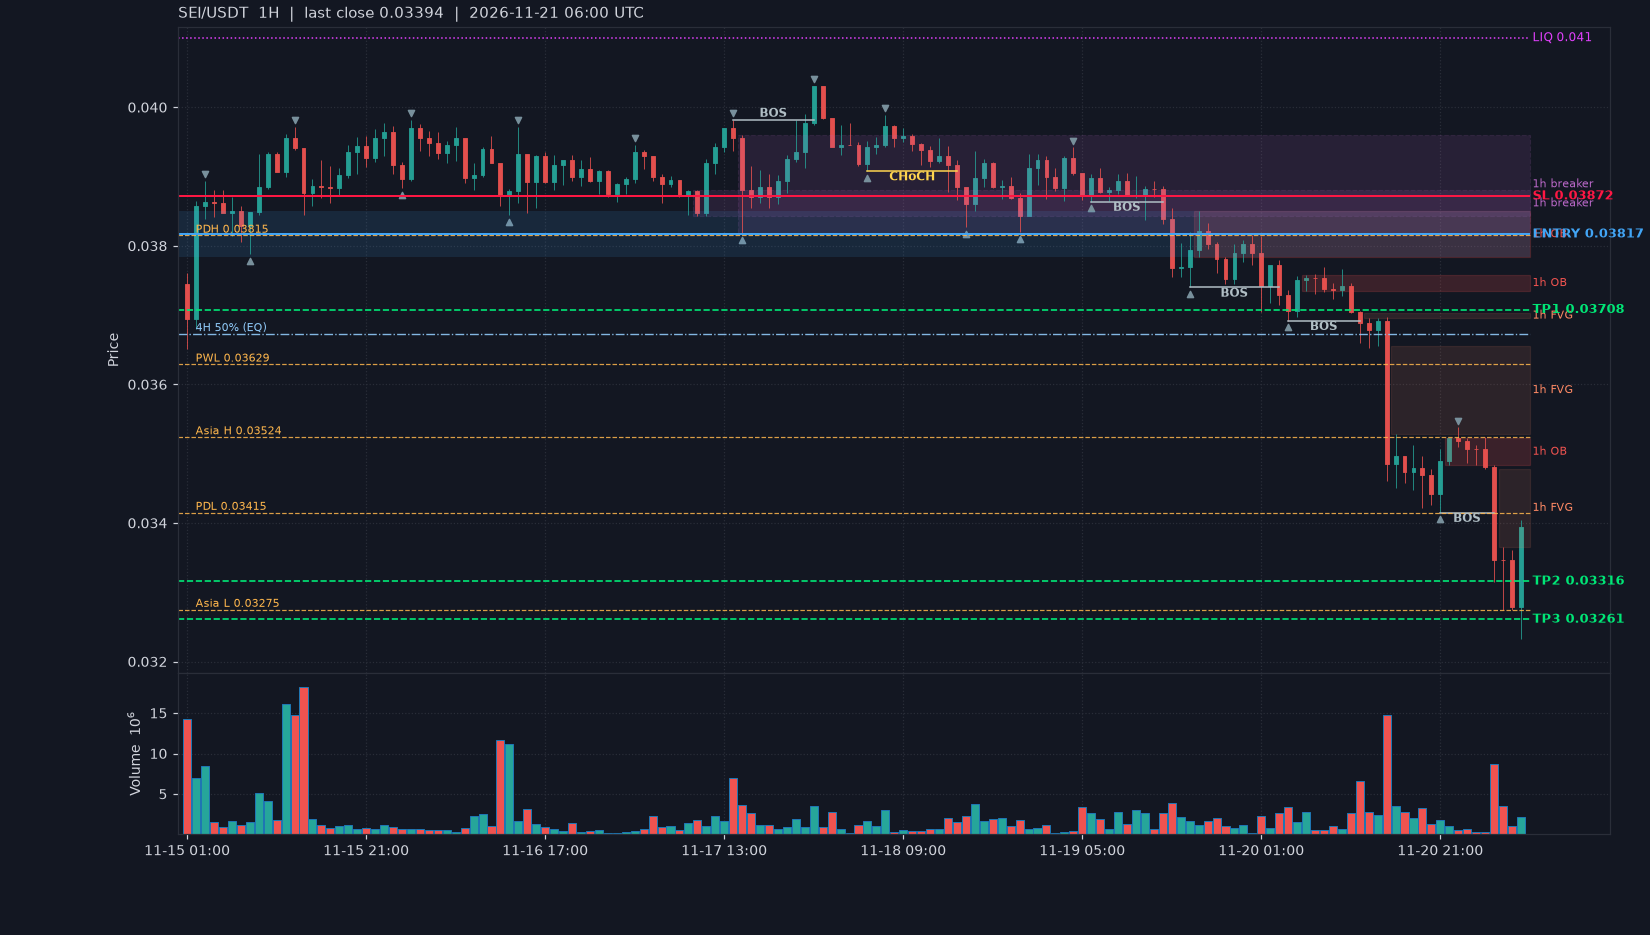 SEI/USDT 1H | last close 0.03394 | 2026-11-21 06:00 UTC
LIQ 0.041
0.040
BOS
CHoCH
1h breaker
SL 0.03872
1h breaker
BOS
PDH 0.03815
ENTRY 0.03817
0.038
1h OB
BOS
TP1 0.03708
1h FVG
4H 50% (EQ)
BOS
Price
PWL 0.03629
0.036
1h FVG
Asia H 0.03524
1h OB
PDL 0.03415
1h FVG
BOS
0.034
TP2 0.03316
Asia L 0.03275
TP3 0.03261
0.032
Volume 10⁶
15
10
5
11-15 01:00 11-15 21:00 11-16 17:00 11-17 13:00 11-18 09:00 11-19 05:00 11-20 01:00 11-20 21:00